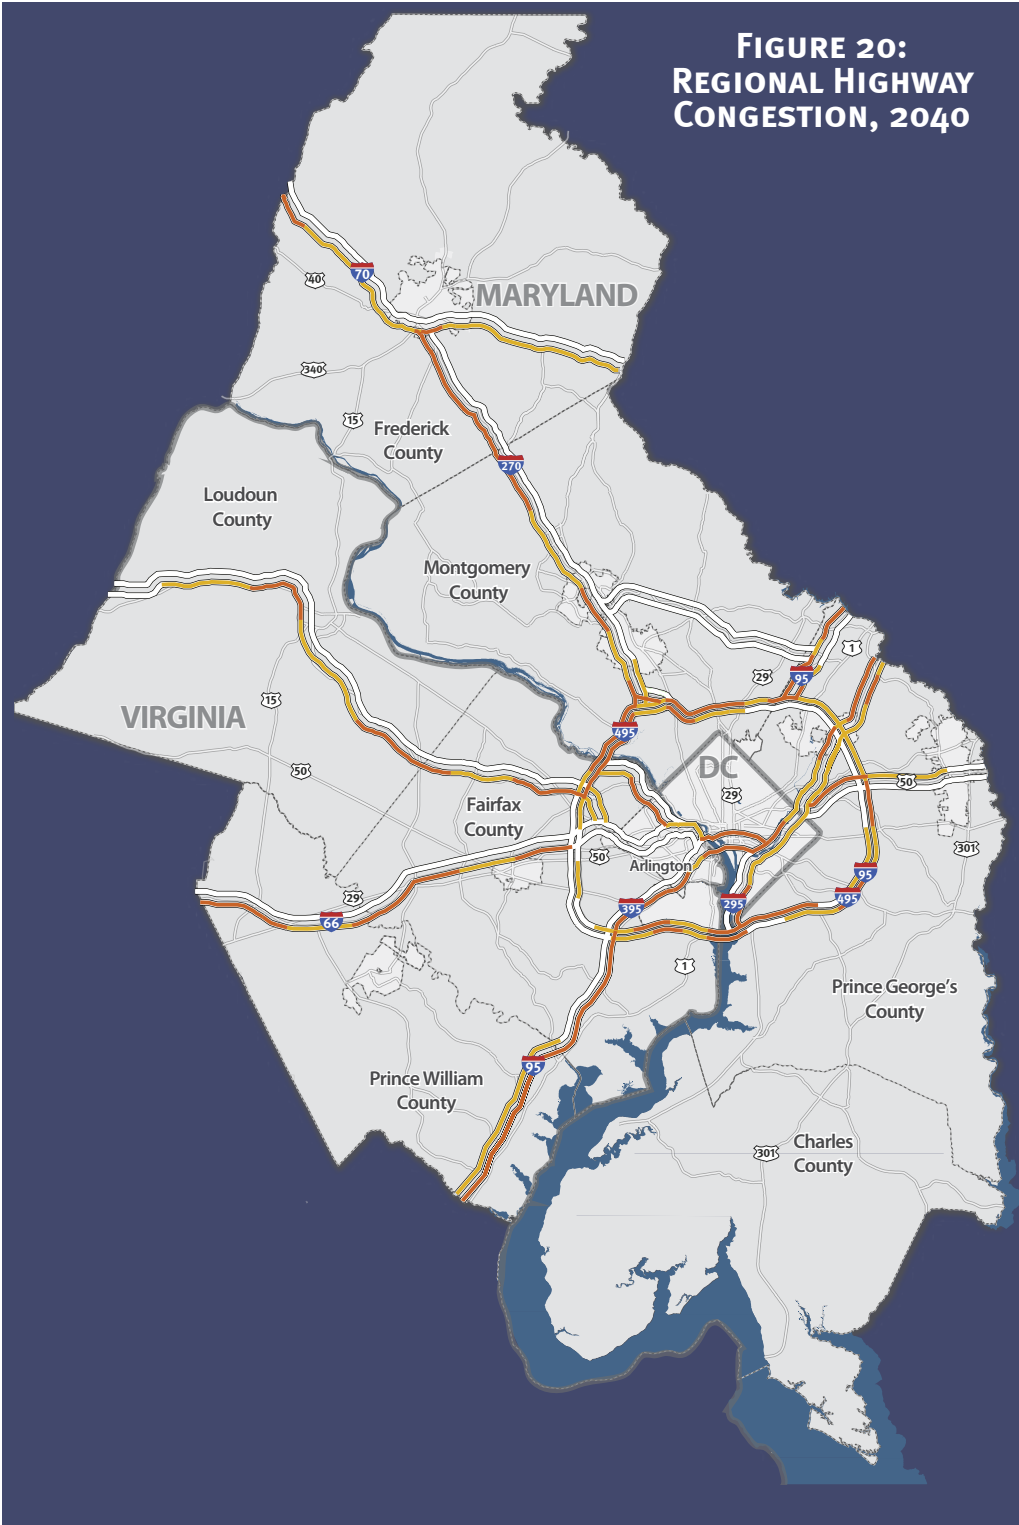 FIGURE 20:
REGIONAL HIGHWAY
CONGESTION, 2040
70
40
MARYLAND
340
15
Frederick
County
270
Loudoun
County
Montgomery
County
1
29
95
15
VIRGINIA
495
50
DC
29
50
Fairfax
County
301
50
Arlington
95
29
495
295
395
66
1
Prince George's
County
95
Prince William
County
301
Charles
County